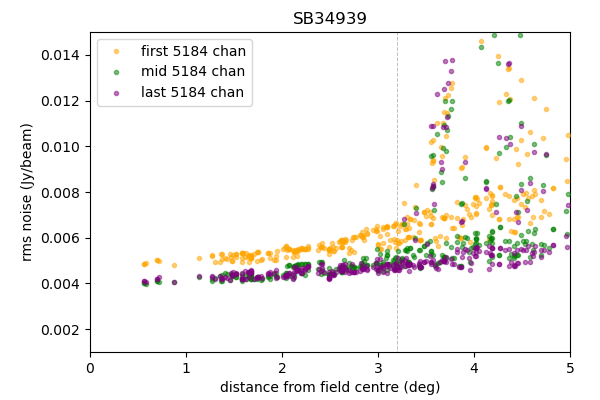 SB34939
first 5184 chan
mid 5184 chan
last 5184 chan
rms noise (Jy/beam)
0.014
0.012
0.010
0.008
0.006
0.004
0.002
0 1 2 3 4 5
distance from field centre (deg)